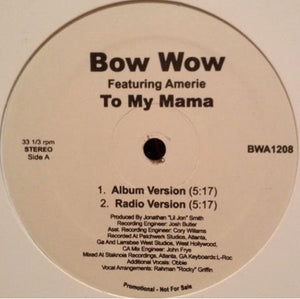 Bow Wow
Featuring Amerie
To My Mama
33 1/3 rpm
STEREO
Side A
BWA1208
1. Album Version (5:17)
2. Radio Version (5:17)
Produced By Jonathan "Lil Jon" Smith
Recording Engineer: Josh Butler
Asst. Recording Engineer: Cory Williams
Recorded At Patchwerk Studios, Atlanta,
Ga And Larrabee West Studios, West Hollywood,
CA Mix Engineer: John Frye
Mixed At Stankonia Recordings, Atlanta, GA Keyboards:L-Roc
Additional Vocals: Obbie
Vocal Arrangements: Rahman "Rocky" Griffin
Promotional - Not For Sale